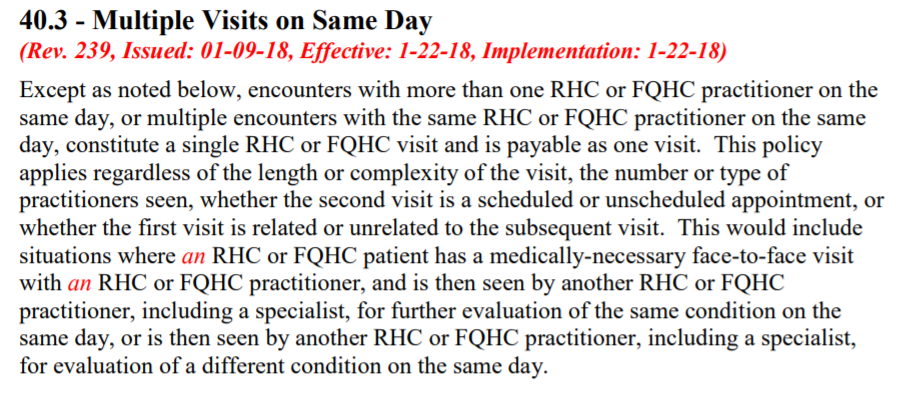 40.3 - Multiple Visits on Same Day
(Rev. 239, Issued: 01-09-18, Effective: 1-22-18, Implementation: 1-22-18)
Except as noted below, encounters with more than one RHC or FQHC practitioner on the
same day, or multiple encounters with the same RHC or FQHC practitioner on the same
day, constitute a single RHC or FQHC visit and is payable as one visit.  This policy
applies regardless of the length or complexity of the visit, the number or type of
practitioners seen, whether the second visit is a scheduled or unscheduled appointment, or
whether the first visit is related or unrelated to the subsequent visit.  This would include
situations where an RHC or FQHC patient has a medically-necessary face-to-face visit
with an RHC or FQHC practitioner, and is then seen by another RHC or FQHC
practitioner, including a specialist, for further evaluation of the same condition on the
same day, or is then seen by another RHC or FQHC practitioner, including a specialist,
for evaluation of a different condition on the same day.